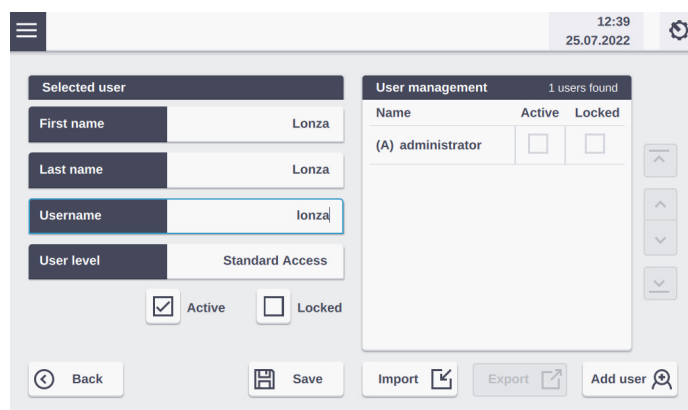 12:39
25.07.2022
Selected user
First name Lonza
Last name Lonza
Username lonza
User level Standard Access
Active Locked
User management 1 users found
Name Active Locked
(A) administrator
Back Save Import Export Add user